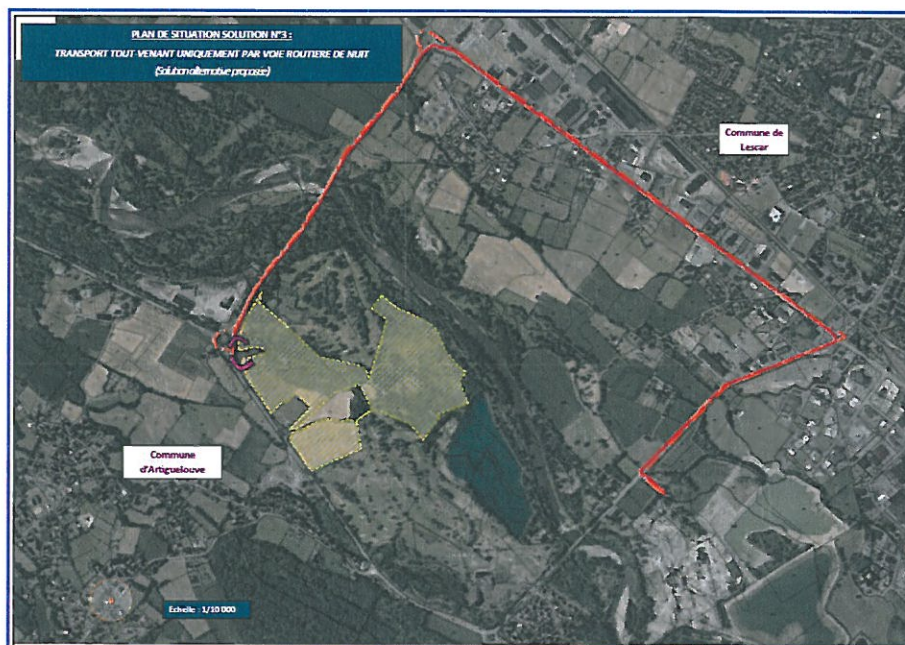 PLAN DE SITUATION SOLUTION N°3 :
TRANSPORT TOUT-VENANT UNIQUEMENT PAR VOIE ROUTIERE DE NUIT
(Solution alternative proposée)
Commune de
Lescar
Commune
d'Artiguelouve
Echelle : 1/10 000